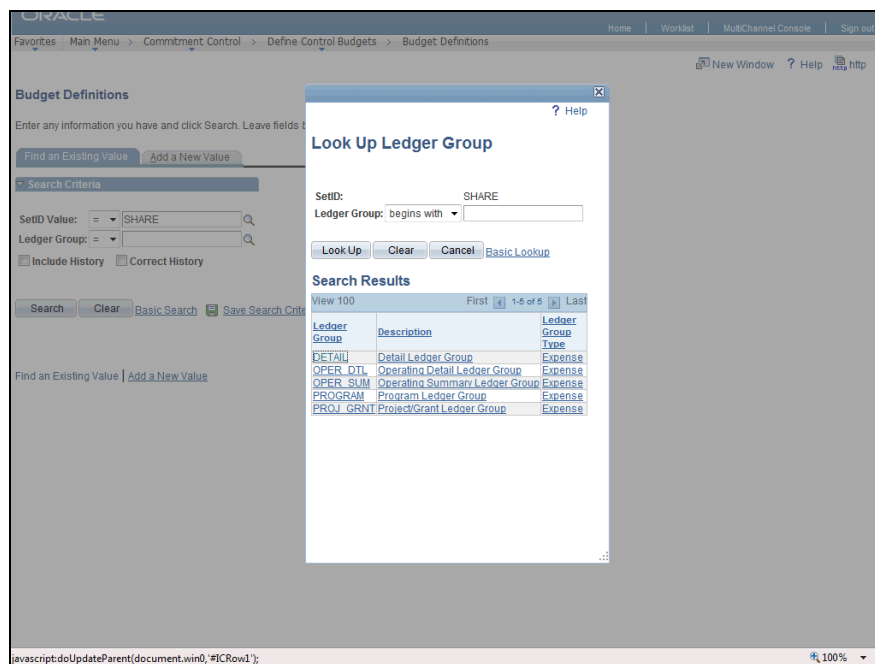 ORACLE
Home | Worklist | MultiChannel Console | Sign out
Favorites Main Menu > Commitment Control > Define Control Budgets > Budget Definitions
New Window ? Help http
Budget Definitions
Enter any information you have and click Search. Leave fields
Find an Existing Value Add a New Value
Search Criteria
SetID Value: = SHARE
Ledger Group: =
Include History Correct History
Search Clear Basic Search Save Search Crite
Find an Existing Value | Add a New Value
? Help
Look Up Ledger Group
SetID: SHARE
Ledger Group: begins with
Look Up Clear Cancel Basic Lookup
Search Results
View 100 First 1-5 of 5 Last
Ledger Group Description Ledger Group Type
DETAIL Detail Ledger Group Expense
OPER_DTL Operating Detail Ledger Group Expense
OPER_SUM Operating Summary Ledger Group Expense
PROGRAM Program Ledger Group Expense
PROJ_GRNT Project/Grant Ledger Group Expense
javascript:doUpdateParent(document.win0,'#ICRow1');
100%